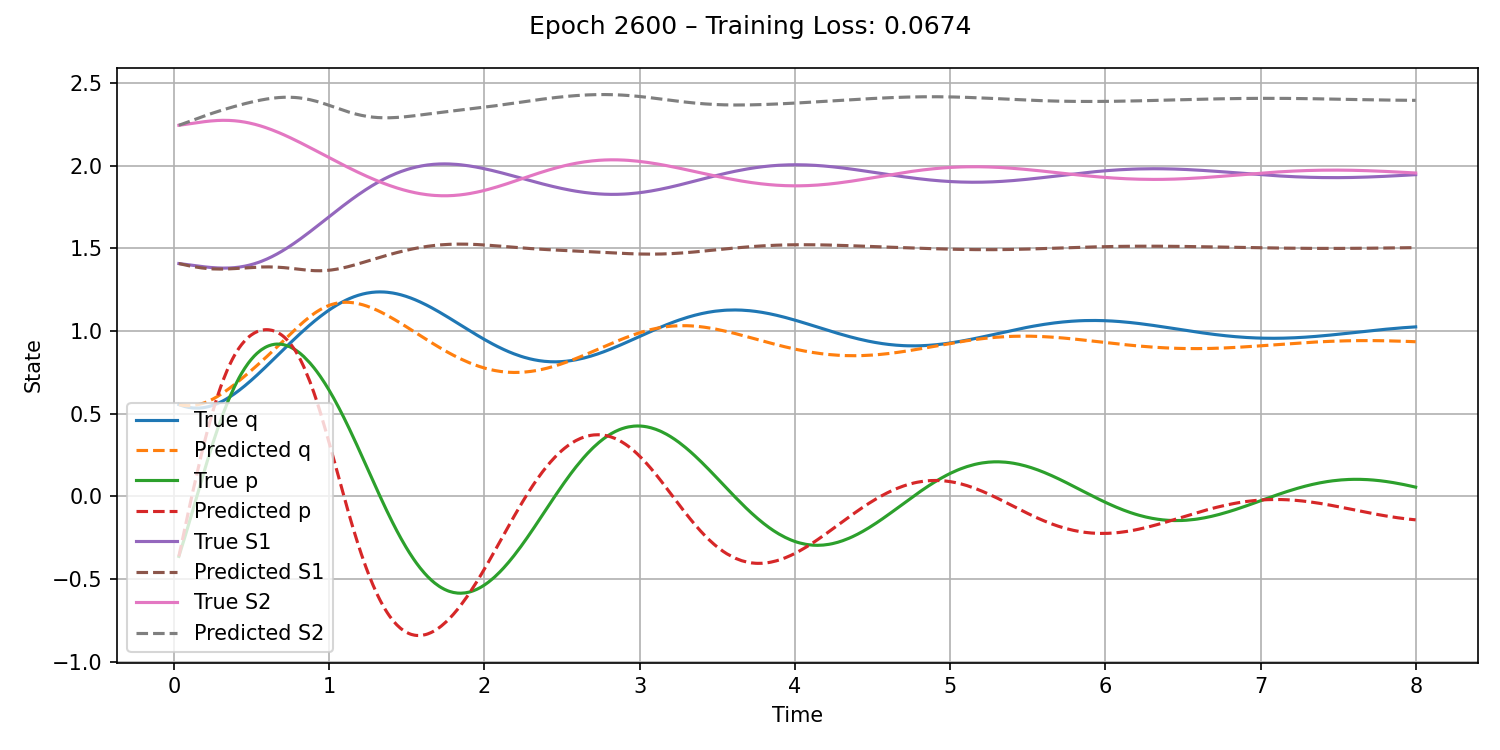 Epoch 2600 – Training Loss: 0.0674
2.5
2.0
1.5
1.0
0.5
0.0
−0.5
−1.0
State
True q
Predicted q
True p
Predicted p
True S1
Predicted S1
True S2
Predicted S2
0 1 2 3 4 5 6 7 8
Time